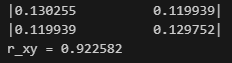 |0.130255          0.119939|
|0.119939          0.129752|
r_xy = 0.922582